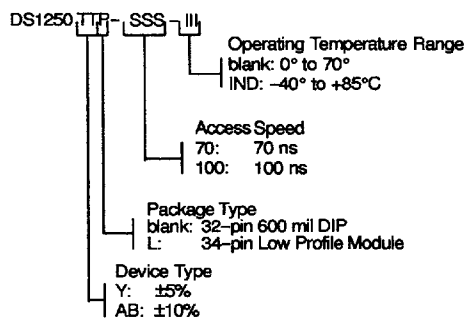 DS1250TTP-SSS-III
Operating Temperature Range
blank: 0° to 70°
IND: –40° to +85°C
Access Speed
70: 70 ns
100: 100 ns
Package Type
blank: 32–pin 600 mil DIP
L: 34–pin Low Profile Module
Device Type
Y: ±5%
AB: ±10%